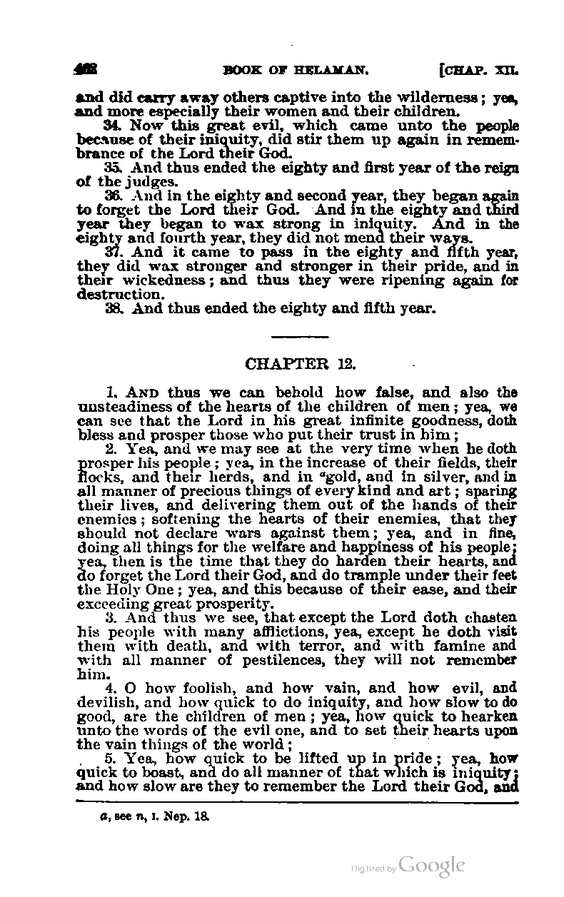 462 BOOK OF HELAMAN. [CHAP. XII.
and did carry away others captive into the wilderness; yea,
and more especially their women and their children.
34. Now this great evil, which came unto the people
because of their iniquity, did stir them up again in remem-
brance of the Lord their God.
35. And thus ended the eighty and first year of the reign
of the judges.
36. And in the eighty and second year, they began again
to forget the Lord their God. And in the eighty and third
year they began to wax strong in iniquity. And in the
eighty and fourth year, they did not mend their ways.
37. And it came to pass in the eighty and fifth year,
they did wax stronger and stronger in their pride, and in
their wickedness; and thus they were ripening again for
destruction.
38. And thus ended the eighty and fifth year.
CHAPTER 12.
1. AND thus we can behold how false, and also the
unsteadiness of the hearts of the children of men; yea, we
can see that the Lord in his great infinite goodness, doth
bless and prosper those who put their trust in him;
2. Yea, and we may see at the very time when he doth
prosper his people; yea, in the increase of their fields, their
flocks, and their herds, and in ᵃgold, and in silver, and in
all manner of precious things of every kind and art; sparing
their lives, and delivering them out of the hands of their
enemies; softening the hearts of their enemies, that they
should not declare wars against them; yea, and in fine,
doing all things for the welfare and happiness of his people;
yea, then is the time that they do harden their hearts, and
do forget the Lord their God, and do trample under their feet
the Holy One; yea, and this because of their ease, and their
exceeding great prosperity.
3. And thus we see, that except the Lord doth chasten
his people with many afflictions, yea, except he doth visit
them with death, and with terror, and with famine and
with all manner of pestilences, they will not remember
him.
4. O how foolish, and how vain, and how evil, and
devilish, and how quick to do iniquity, and how slow to do
good, are the children of men; yea, how quick to hearken
unto the words of the evil one, and to set their hearts upon
the vain things of the world;
5. Yea, how quick to be lifted up in pride; yea, how
quick to boast, and do all manner of that which is iniquity;
and how slow are they to remember the Lord their God, and
a, see n, I. Nep. 18.
Digitized by Google